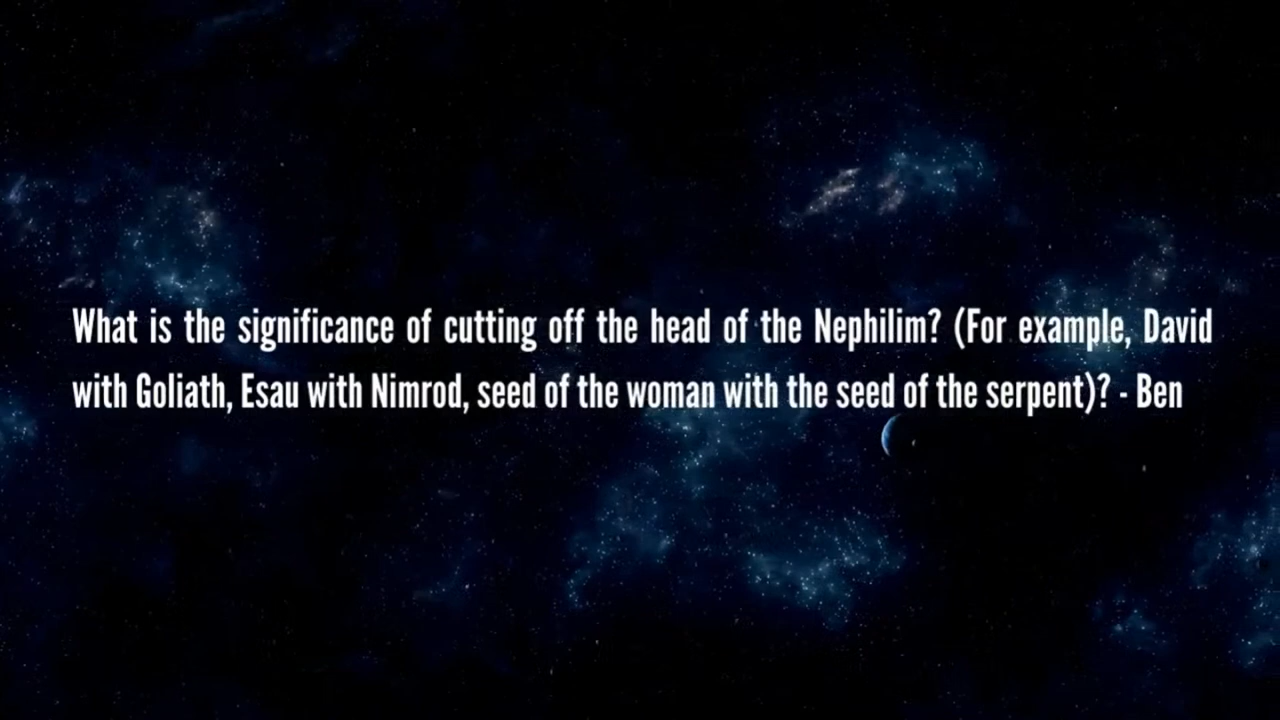 What is the significance of cutting off the head of the Nephilim? (For example, David
with Goliath, Esau with Nimrod, seed of the woman with the seed of the serpent)? - Ben